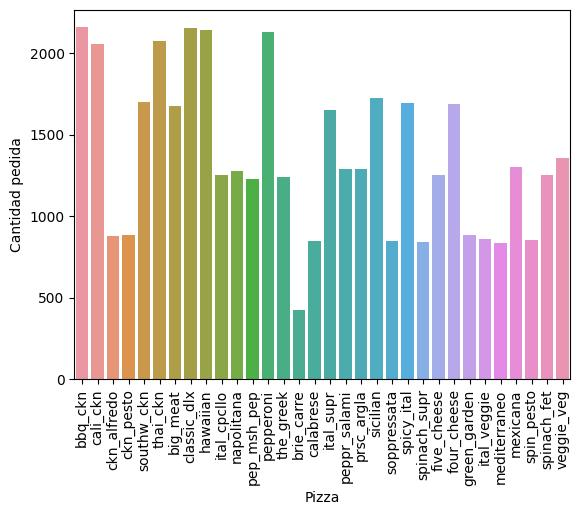 Cantidad pedida
2000
1500
1000
500
0
bbq_ckn
cali_ckn
ckn_alfredo
ckn_pesto
southw_ckn
thai_ckn
big_meat
classic_dlx
hawaiian
ital_cpcllo
napolitana
pep_msh_pep
pepperoni
the_greek
brie_carre
calabrese
ital_supr
peppr_salami
prsc_argla
sicilian
soppressata
spicy_ital
spinach_supr
five_cheese
four_cheese
green_garden
ital_veggie
mediterraneo
mexicana
spin_pesto
spinach_fet
veggie_veg
Pizza